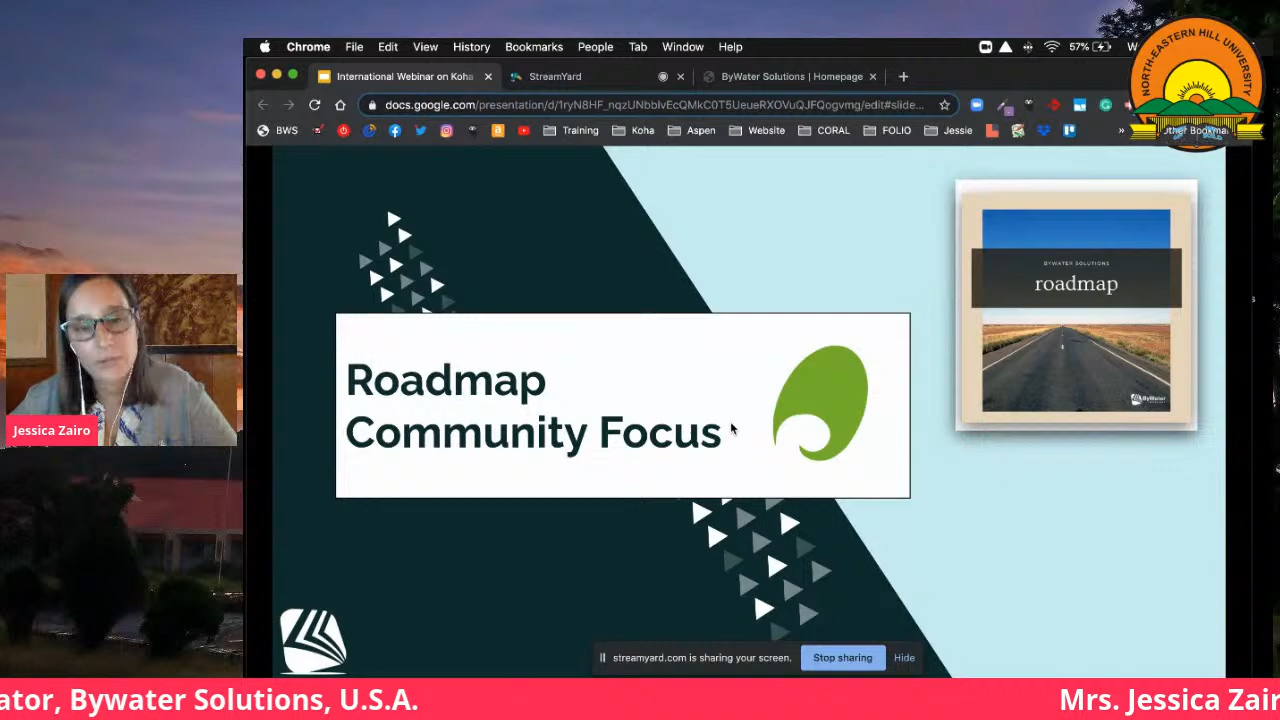 Chrome File Edit View History Bookmarks People Tab Window Help
57%
International Webinar on Koha
StreamYard
ByWater Solutions | Homepage
docs.google.com/presentation/d/1ryN8HF_nqzUNbbIvEcQMkC0T5UeueRXOVuQJFQogvmg/edit#slide...
BWS
Training
Koha
Aspen
Website
CORAL
FOLIO
Jessie
»
Other Bookma
NORTH-EASTERN HILL UNIVERSITY
BYWATER SOLUTIONS
roadmap
ByWater
Roadmap
Community Focus
Jessica Zairo
streamyard.com is sharing your screen.
Stop sharing
Hide
ator, Bywater Solutions, U.S.A.
Mrs. Jessica Zair